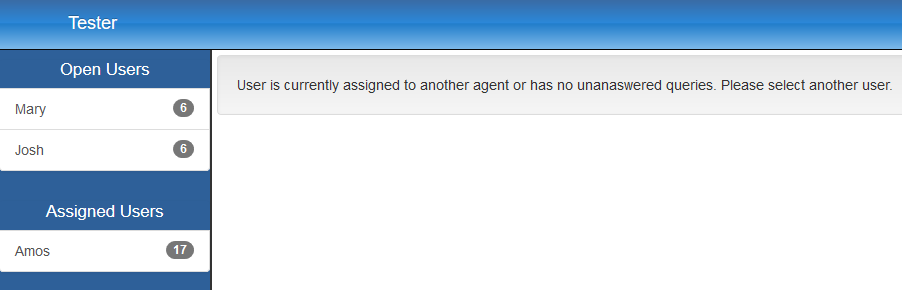 Tester
Open Users
Mary 6
Josh 6
Assigned Users
Amos 17
User is currently assigned to another agent or has no unanaswered queries. Please select another user.